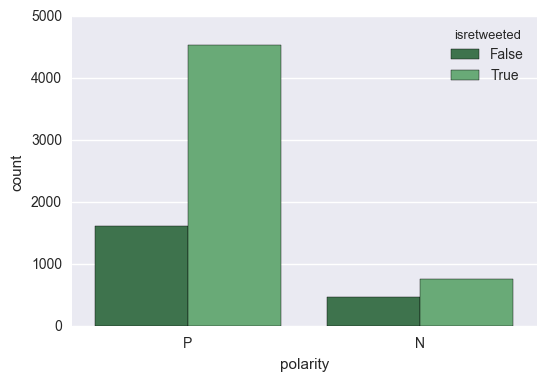 5000
4000
3000
2000
1000
0
count
isretweeted
False
True
P
N
polarity